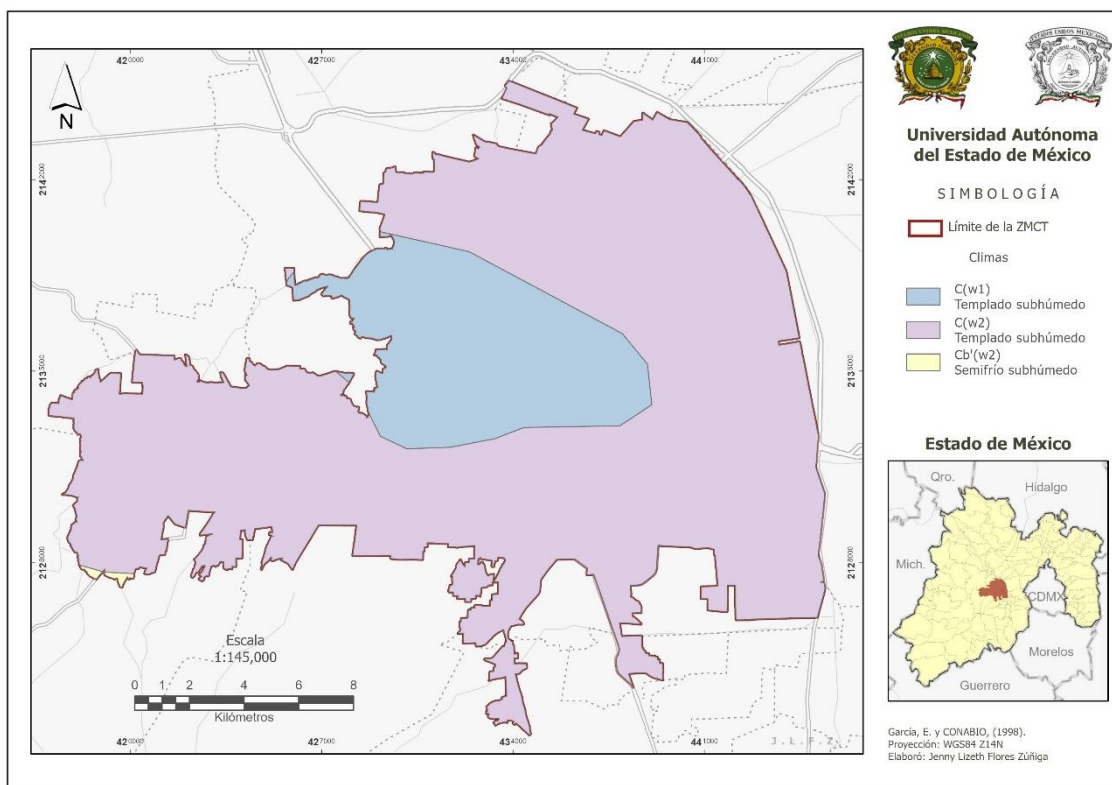 420000
427000
434000
441000
N
2142000
2135000
2128000
2142000
2135000
2128000
Escala
1:145,000
0 1 2 4 6 8
Kilómetros
420000
427000
434000
441000
J. L. F. Z.
Universidad Autónoma
del Estado de México
SIMBOLOGÍA
Límite de la ZMCT
Climas
C(w1)
Templado subhúmedo
C(w2)
Templado subhúmedo
Cb'(w2)
Semifrío subhúmedo
Estado de México
Qro.
Hidalgo
Mich.
CDMX
Morelos
Guerrero
García, E. y CONABIO, (1998).
Proyección: WGS84 Z14N
Elaboró: Jenny Lizeth Flores Zúñiga